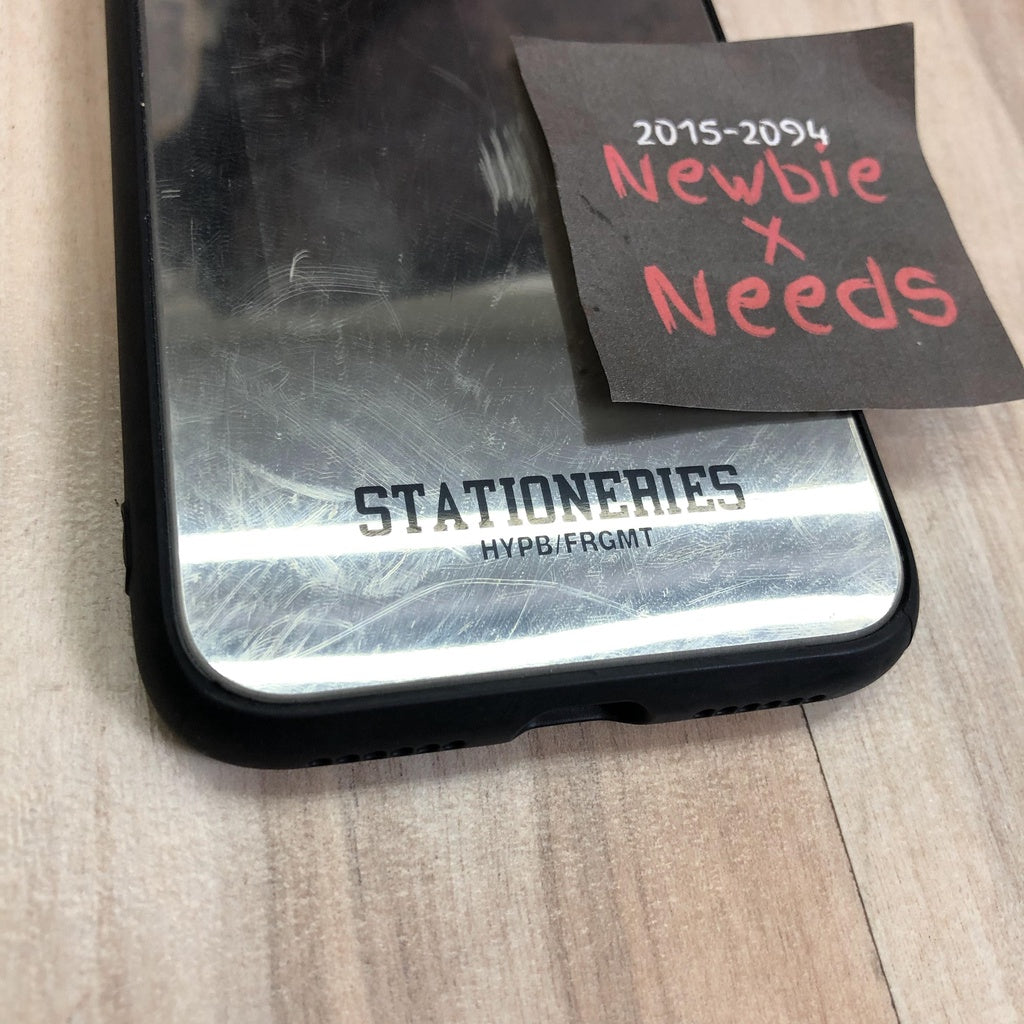 2015-2094
Newbie
x
Needs
STATIONERIES
HYPB/FRGMT